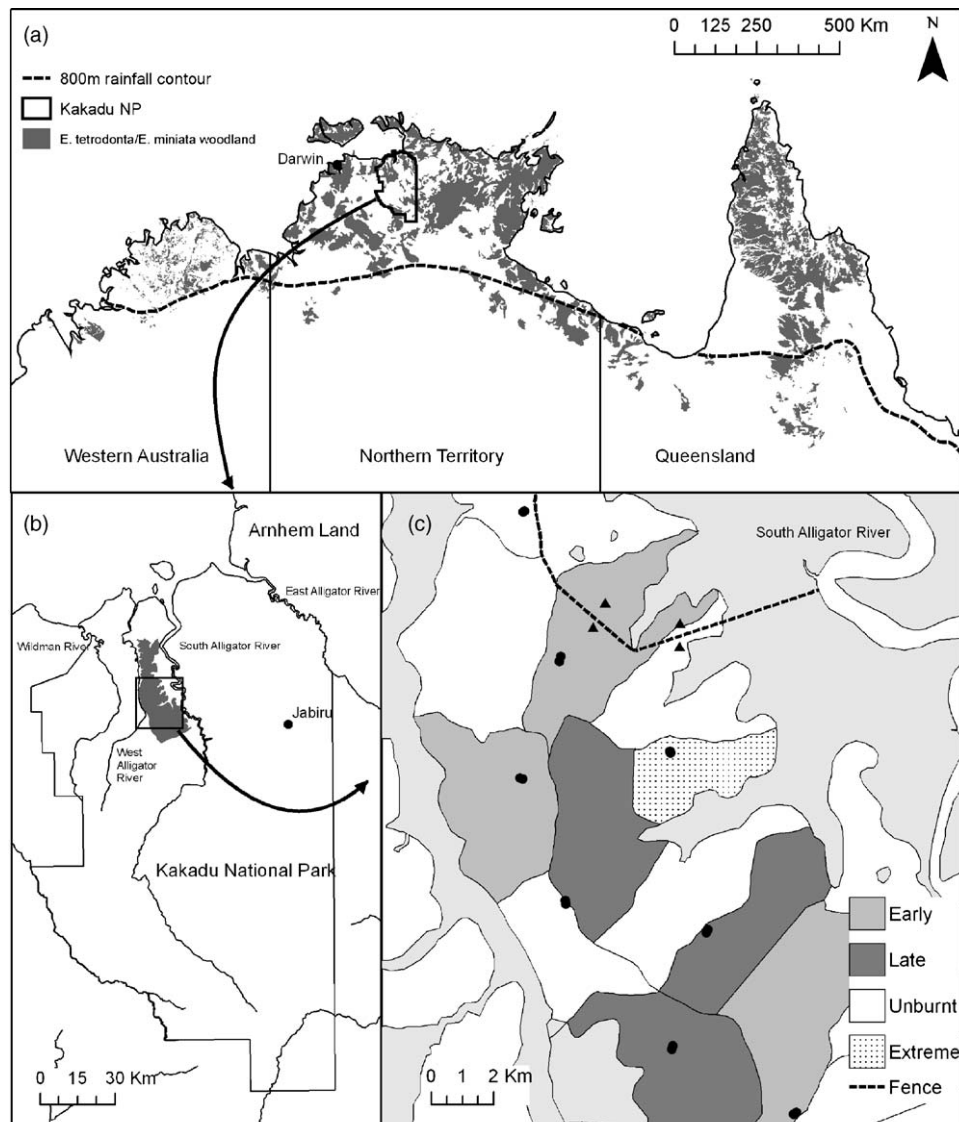 (a)
0 125 250 500 Km
N
800m rainfall contour
Kakadu NP
E. tetrodonta/E. miniata woodland
Darwin
Western Australia
Northern Territory
Queensland
(b)
Arnhem Land
East Alligator River
Wildman River
South Alligator River
Jabiru
West Alligator
River
Kakadu National Park
0 15 30 Km
(c)
South Alligator River
Early
Late
Unburnt
Extreme
Fence
0 1 2 Km